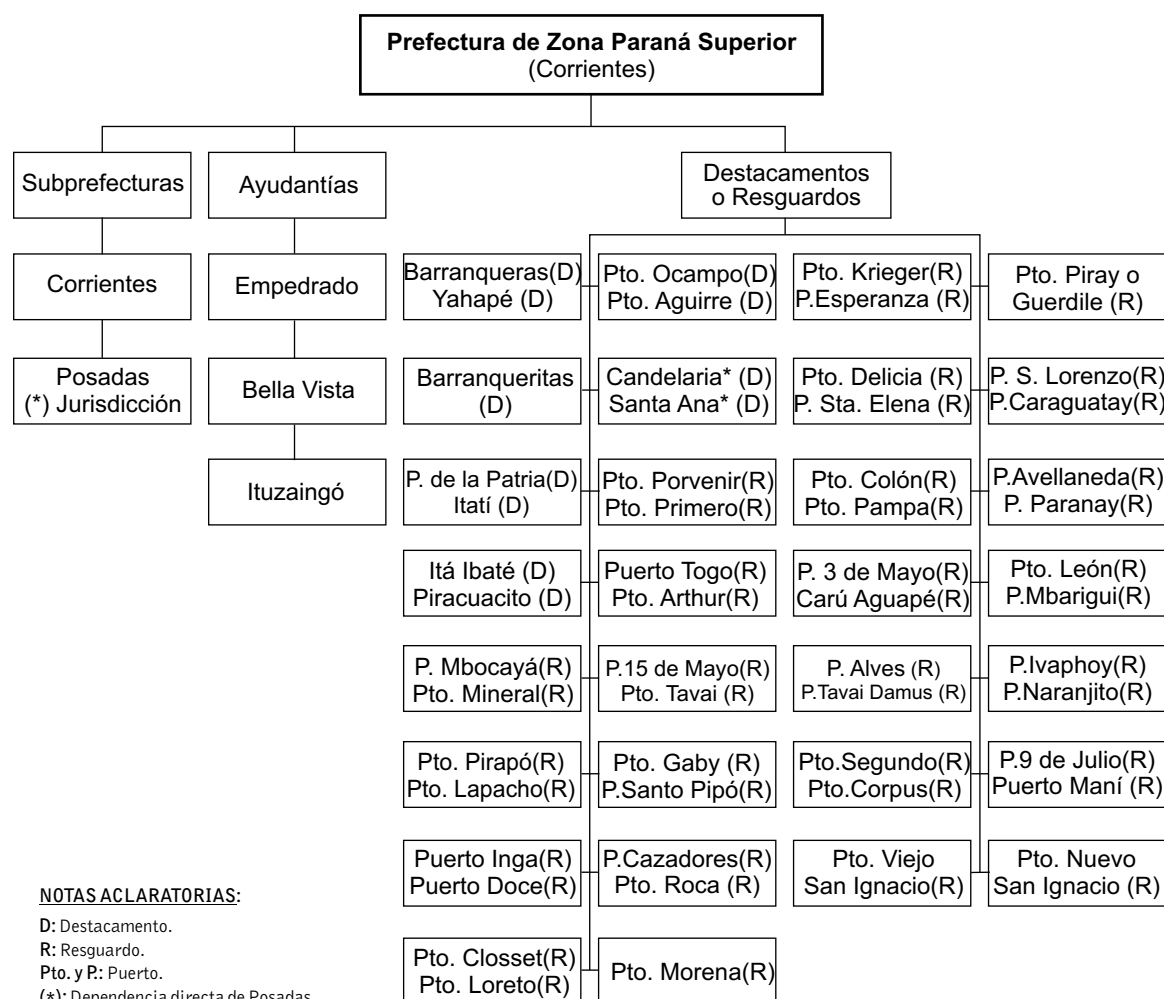 Prefectura de Zona Paraná Superior
(Corrientes)
Subprefecturas
Ayudantías
Destacamentos
o Resguardos
Corrientes
Empedrado
Barranqueras(D)
Yahapé (D)
Pto. Ocampo(D)
Pto. Aguirre (D)
Pto. Krieger(R)
P.Esperanza (R)
Pto. Piray o
Guerdile (R)
Posadas
(*) Jurisdicción
Bella Vista
Barranqueritas
(D)
Candelaria* (D)
Santa Ana* (D)
Pto. Delicia (R)
P. Sta. Elena (R)
P. S. Lorenzo(R)
P.Caraguatay(R)
Ituzaingó
P. de la Patria(D)
Itatí (D)
Pto. Porvenir(R)
Pto. Primero(R)
Pto. Colón(R)
Pto. Pampa(R)
P.Avellaneda(R)
P. Paranay(R)
Itá Ibaté (D)
Piracuacito (D)
Puerto Togo(R)
Pto. Arthur(R)
P. 3 de Mayo(R)
Carú Aguapé(R)
Pto. León(R)
P.Mbarigui(R)
P. Mbocayá(R)
Pto. Mineral(R)
P.15 de Mayo(R)
Pto. Tavai (R)
P. Alves (R)
P.Tavai Damus (R)
P.Ivaphoy(R)
P.Naranjito(R)
Pto. Pirapó(R)
Pto. Lapacho(R)
Pto. Gaby (R)
P.Santo Pipó(R)
Pto.Segundo(R)
Pto.Corpus(R)
P.9 de Julio(R)
Puerto Maní (R)
Puerto Inga(R)
Puerto Doce(R)
P.Cazadores(R)
Pto. Roca (R)
Pto. Viejo
San Ignacio(R)
Pto. Nuevo
San Ignacio (R)
Pto. Closset(R)
Pto. Loreto(R)
Pto. Morena(R)
NOTAS ACLARATORIAS:
D: Destacamento.
R: Resguardo.
Pto. y P.: Puerto.
(*): Dependencia directa de Posadas